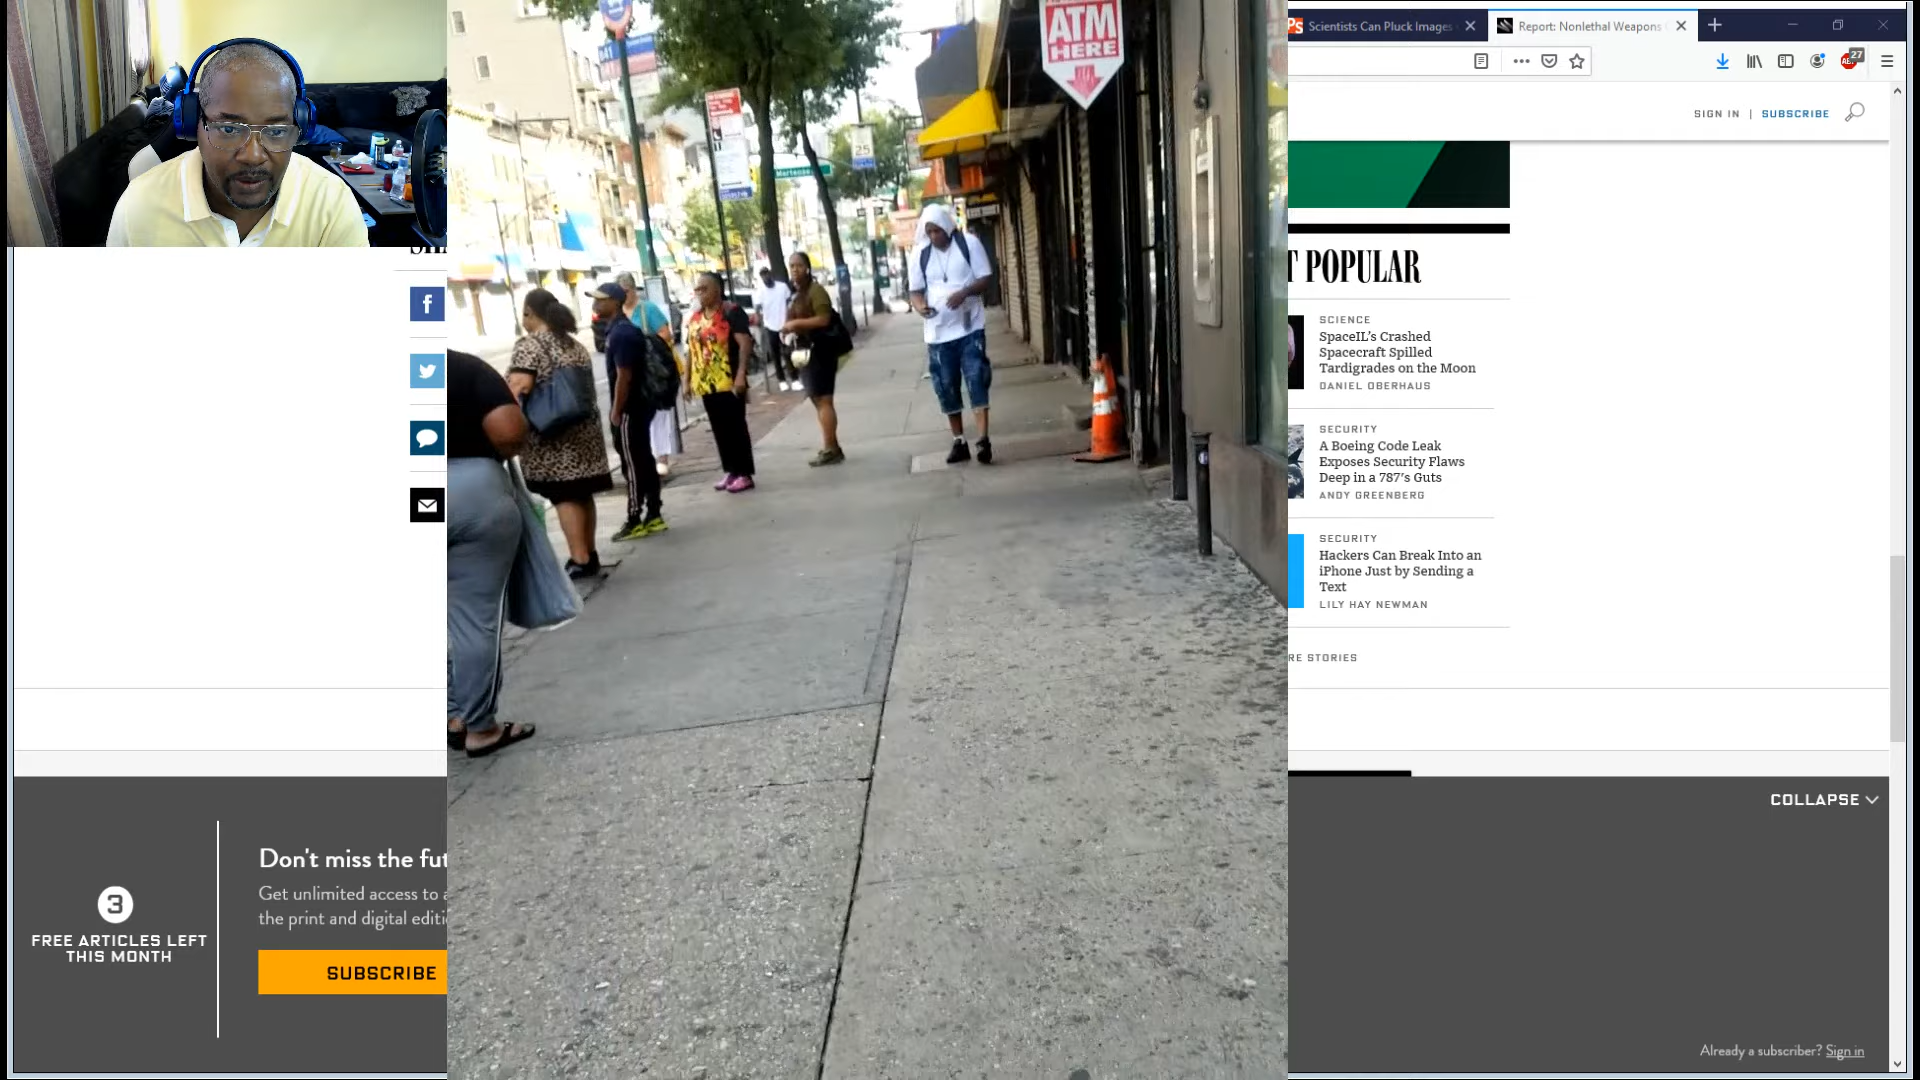 Scientists Can Pluck Images
Report: Nonlethal Weapons
27
SIGN IN | SUBSCRIBE
ATM
HERE
25
B41
T POPULAR
SCIENCE
SpaceIL's Crashed
Spacecraft Spilled
Tardigrades on the Moon
DANIEL OBERHAUS
SECURITY
A Boeing Code Leak
Exposes Security Flaws
Deep in a 787's Guts
ANDY GREENBERG
SECURITY
Hackers Can Break Into an
iPhone Just by Sending a
Text
LILY HAY NEWMAN
RE STORIES
COLLAPSE
3
FREE ARTICLES LEFT
THIS MONTH
Don't miss the fut
Get unlimited access to a
the print and digital editi
SUBSCRIBE
Already a subscriber? Sign in